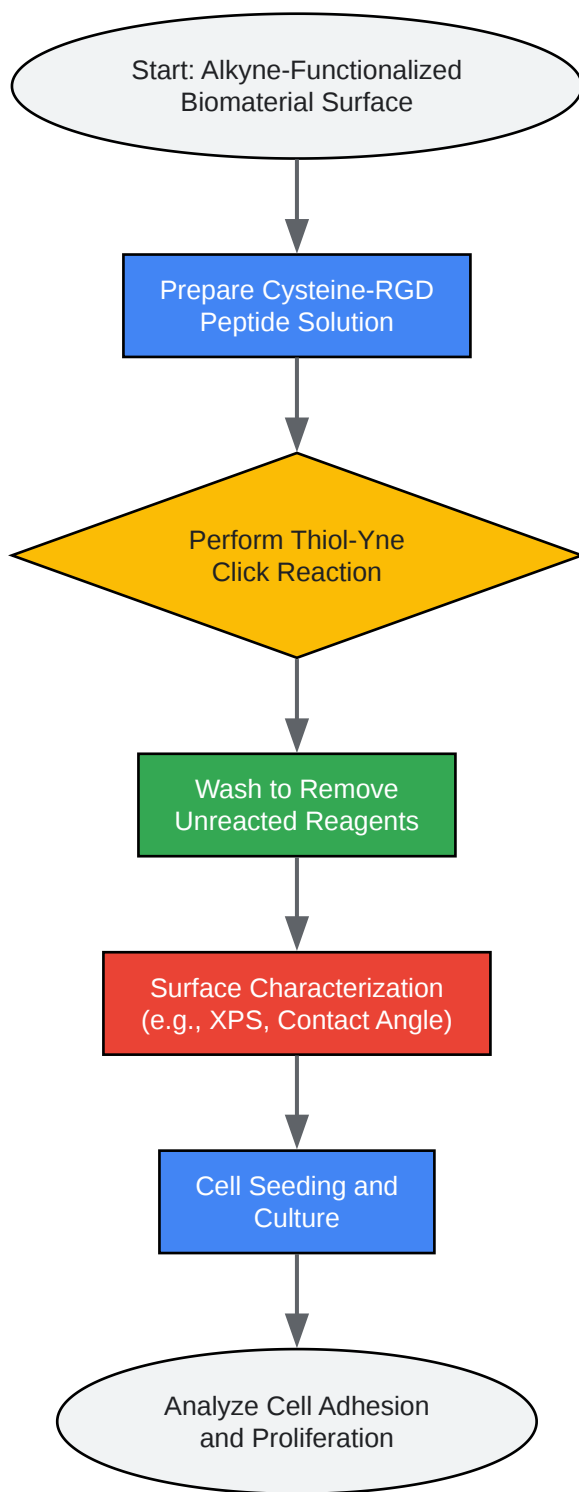 Start: Alkyne-Functionalized
Biomaterial Surface
Prepare Cysteine-RGD
Peptide Solution
Perform Thiol-Yne
Click Reaction
Wash to Remove
Unreacted Reagents
Surface Characterization
(e.g., XPS, Contact Angle)
Cell Seeding and
Culture
Analyze Cell Adhesion
and Proliferation